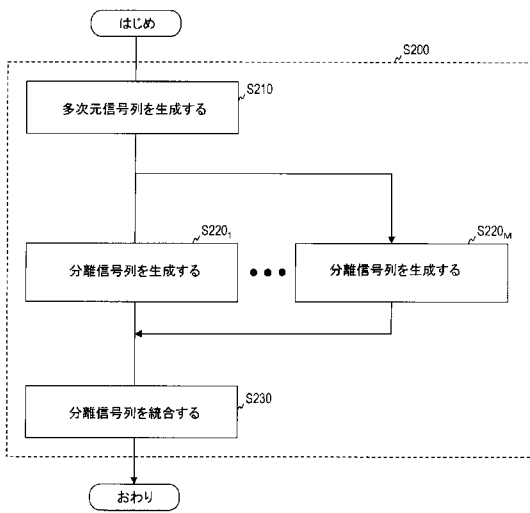 はじめ
S200
S210
多次元信号列を生成する
S220₁
分離信号列を生成する
•••
S220M
分離信号列を生成する
S230
分離信号列を統合する
おわり